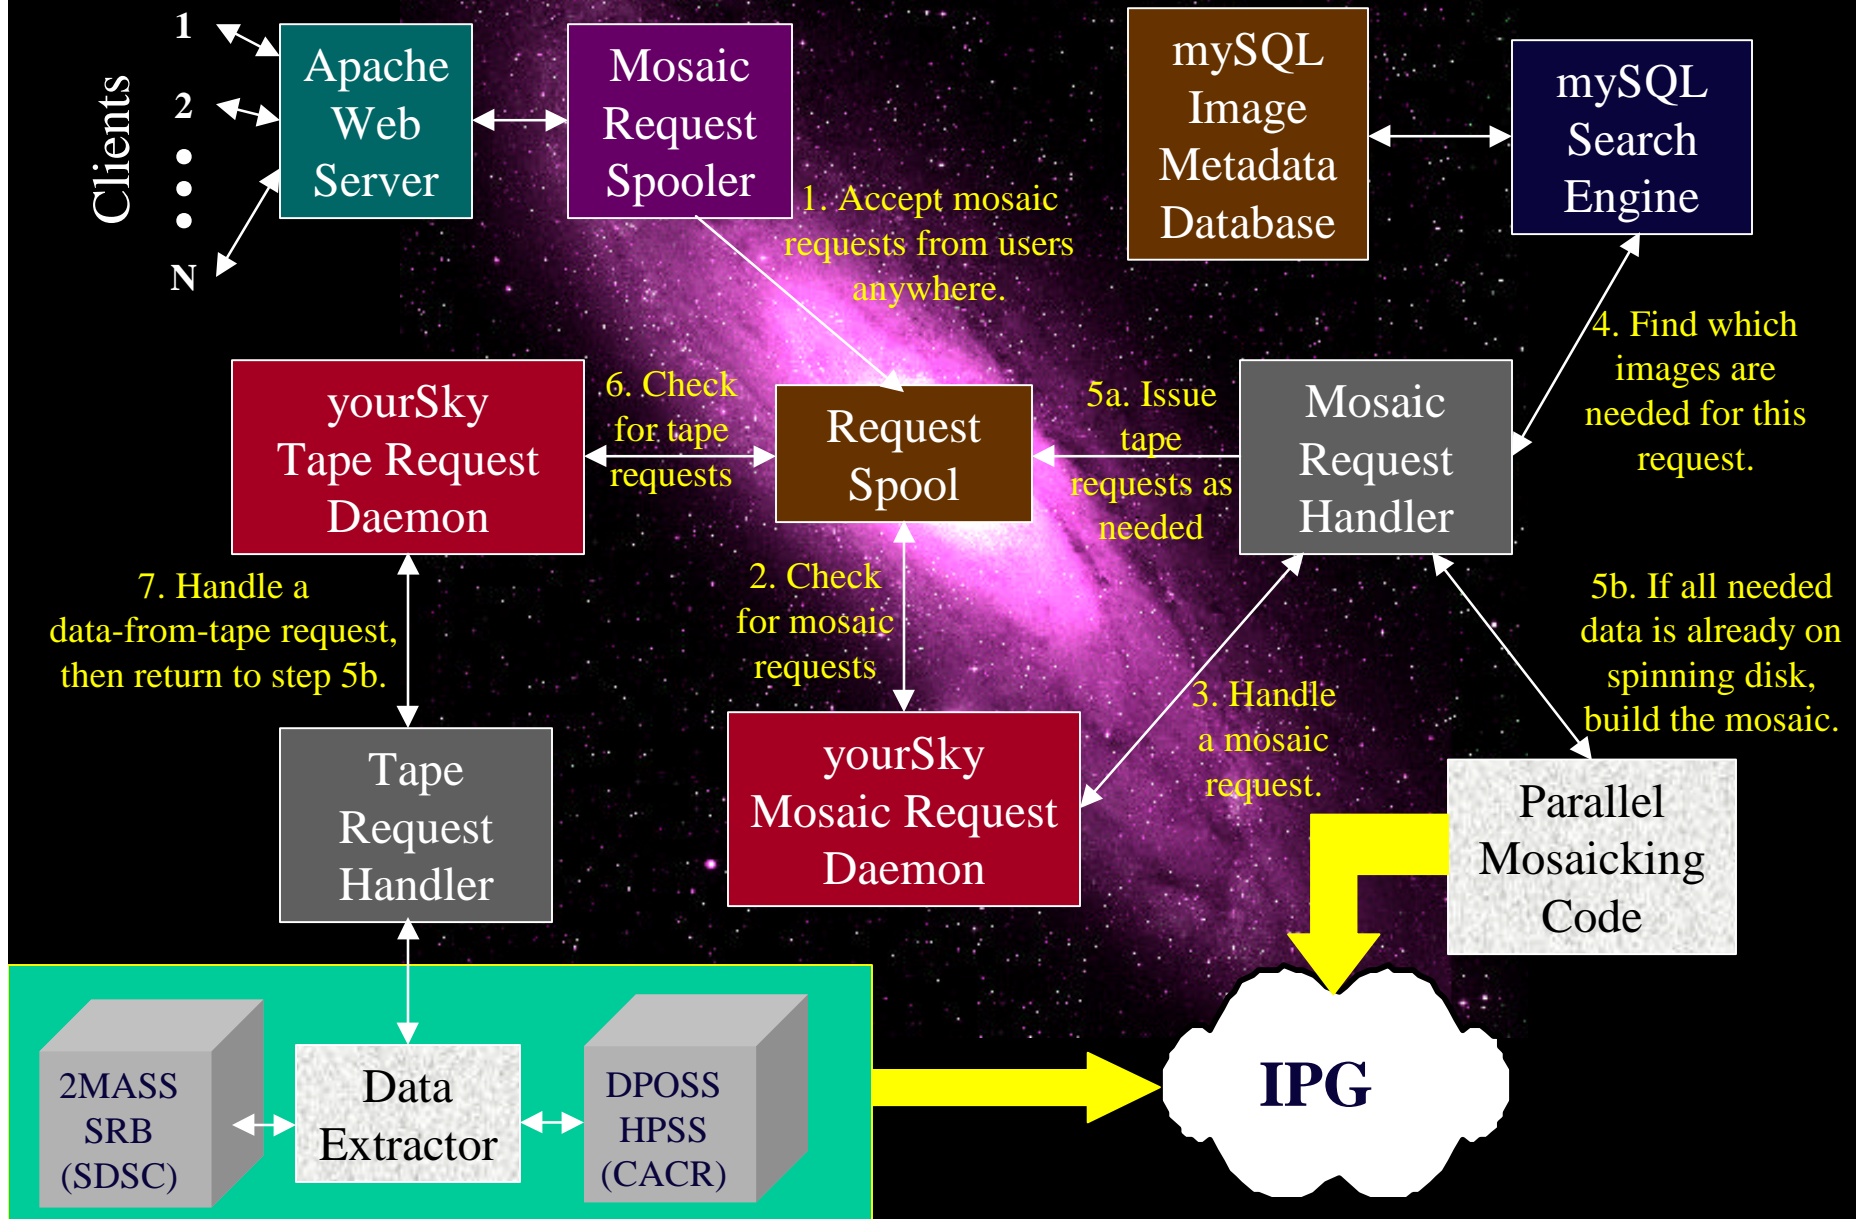 Clients
1
2
N
Apache
Web
Server
Mosaic
Request
Spooler
mySQL
Image
Metadata
Database
mySQL
Search
Engine
1. Accept mosaic
requests from users
anywhere.
4. Find which
images are
needed for this
request.
yourSky
Tape Request
Daemon
6. Check
for tape
requests
Request
Spool
5a. Issue
tape
requests as
needed
Mosaic
Request
Handler
7. Handle a
data-from-tape request,
then return to step 5b.
2. Check
for mosaic
requests
3. Handle
a mosaic
request.
5b. If all needed
data is already on
spinning disk,
build the mosaic.
Tape
Request
Handler
yourSky
Mosaic Request
Daemon
Parallel
Mosaicking
Code
2MASS
SRB
(SDSC)
Data
Extractor
DPOSS
HPSS
(CACR)
IPG